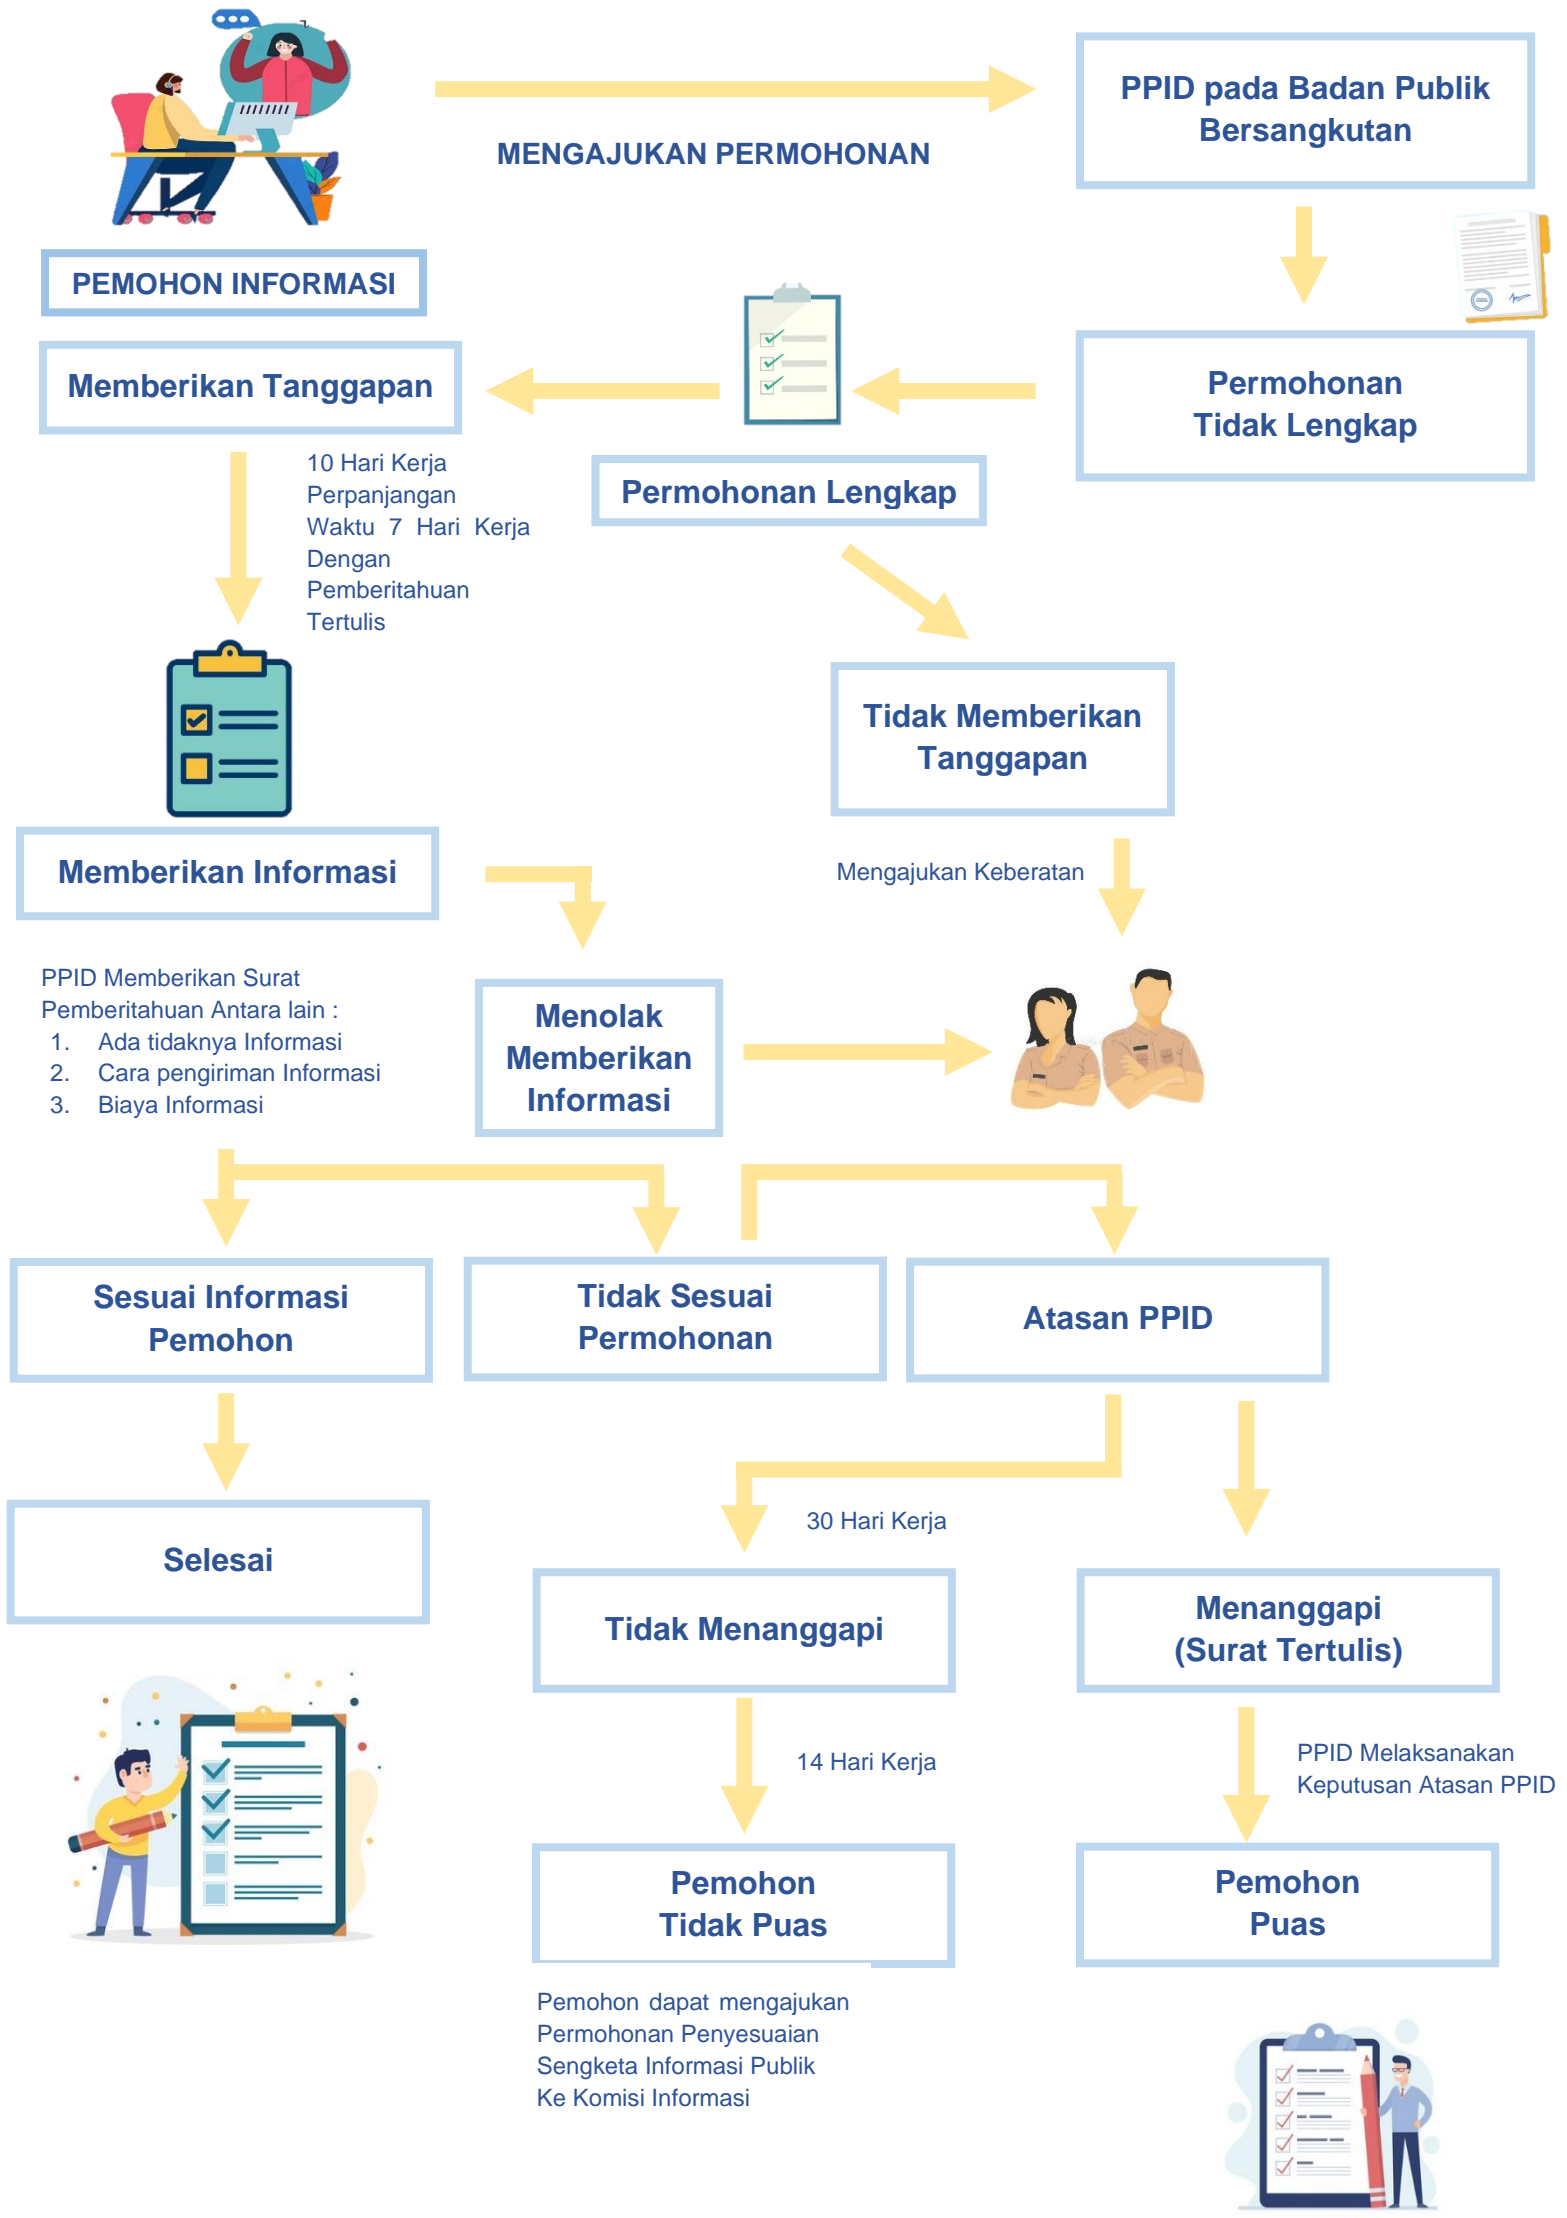 PPID pada Badan Publik
Bersangkutan
MENGAJUKAN PERMOHONAN
PEMOHON INFORMASI
Memberikan Tanggapan
Permohonan
Tidak Lengkap
10 Hari Kerja
Perpanjangan
Waktu 7 Hari Kerja
Dengan
Pemberitahuan
Tertulis
Permohonan Lengkap
Tidak Memberikan
Tanggapan
Memberikan Informasi
Mengajukan Keberatan
PPID Memberikan Surat
Pemberitahuan Antara lain :
1. Ada tidaknya Informasi
2. Cara pengiriman Informasi
3. Biaya Informasi
Menolak
Memberikan
Informasi
Sesuai Informasi
Pemohon
Tidak Sesuai
Permohonan
Atasan PPID
30 Hari Kerja
Selesai
Tidak Menanggapi
Menanggapi
(Surat Tertulis)
14 Hari Kerja
PPID Melaksanakan
Keputusan Atasan PPID
Pemohon
Tidak Puas
Pemohon
Puas
Pemohon dapat mengajukan
Permohonan Penyesuaian
Sengketa Informasi Publik
Ke Komisi Informasi